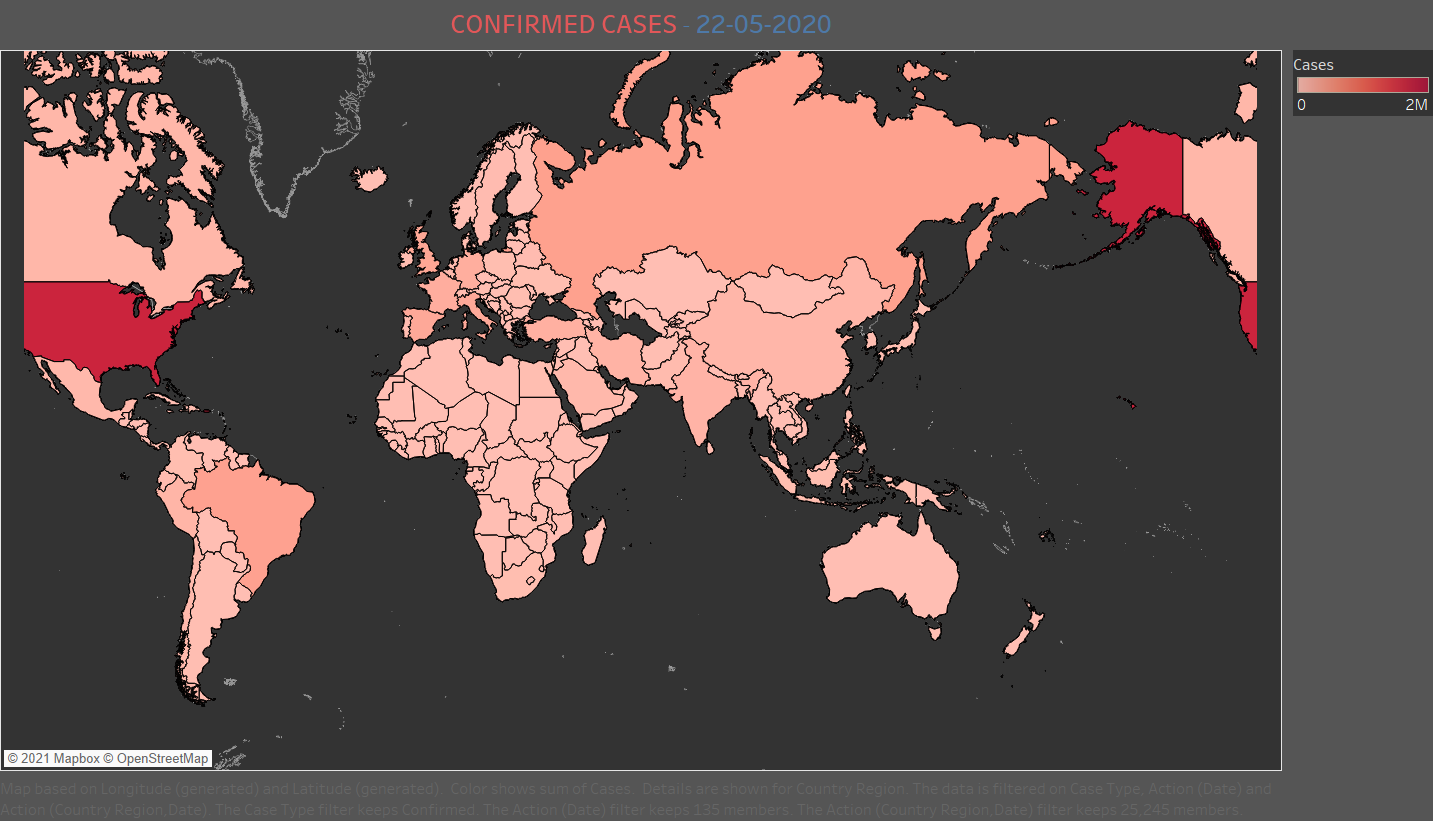 CONFIRMED CASES - 22-05-2020
Cases
0 2M
© 2021 Mapbox © OpenStreetMap
Map based on Longitude (generated) and Latitude (generated). Color shows sum of Cases. Details are shown for Country Region. The data is filtered on Case Type, Action (Date) and
Action (Country Region,Date). The Case Type filter keeps Confirmed. The Action (Date) filter keeps 135 members. The Action (Country Region,Date) filter keeps 25,245 members.